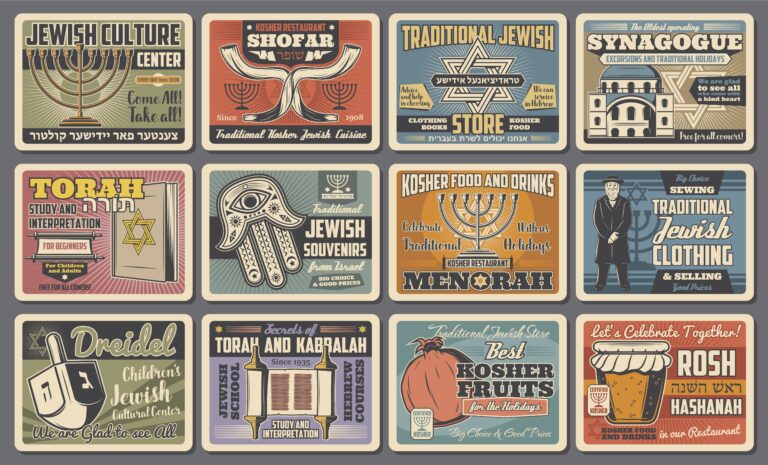 JEWISH CULTURE
CENTER
EVERY DAY from 10:00
Come All!
Take all!
צענטער פאר יידישער קולטור
KOSHER RESTAURANT
SHOFAR
שופר
Since 1908
Traditional Kosher Jewish Cuisine
TRADITIONAL JEWISH
טראדיציאנעל אידישע
Advice
and help
in choosing
We can
service
in Hebrew
CLOTHING
BOOKS
STORE
KOSHER
FOOD
אנחנו יכולים לשרת בעברית
The Oldest operating
SYNAGOGUE
EXCURSIONS AND TRADITIONAL HOLIDAYS
We are glad
to see all
who came with
a kind heart
Free for all comers!
TORAH
תורה
STUDY AND
INTERPRETATION
FOR BEGINNERS
For Children
and Adults
FREE FOR ALL COMERS!
Traditional
JEWISH
SOUVENIRS
from Israel
BIG CHOICE
& GOOD PRICES
KOSHER FOOD AND DRINKS
Celebrate
Traditional
With us
Holidays
KOSHER RESTAURANT
MENORAH
Big Choice
SEWING
TRADITIONAL
Jewish
CLOTHING
& SELLING
Good Prices
Dreidel
Children's
Jewish
Cultural Center
We are Glad to see All
נ ג
Secrets of
TORAH AND KABBALAH
Since 1935
JEWISH
SCHOOL
HEBREW
COURSES
STUDY AND
INTERPRETATION
Traditional Jewish Store
Best
KOSHER
FRUITS
for the Holidays
CERTIFIED
KOSHER
Big Choice & Good Prices
Let's Celebrate Together!
ROSH
ראש השנה
HASHANAH
CERTIFIED
KOSHER
KOSHER FOOD
AND DRINKS
in our Restaurant